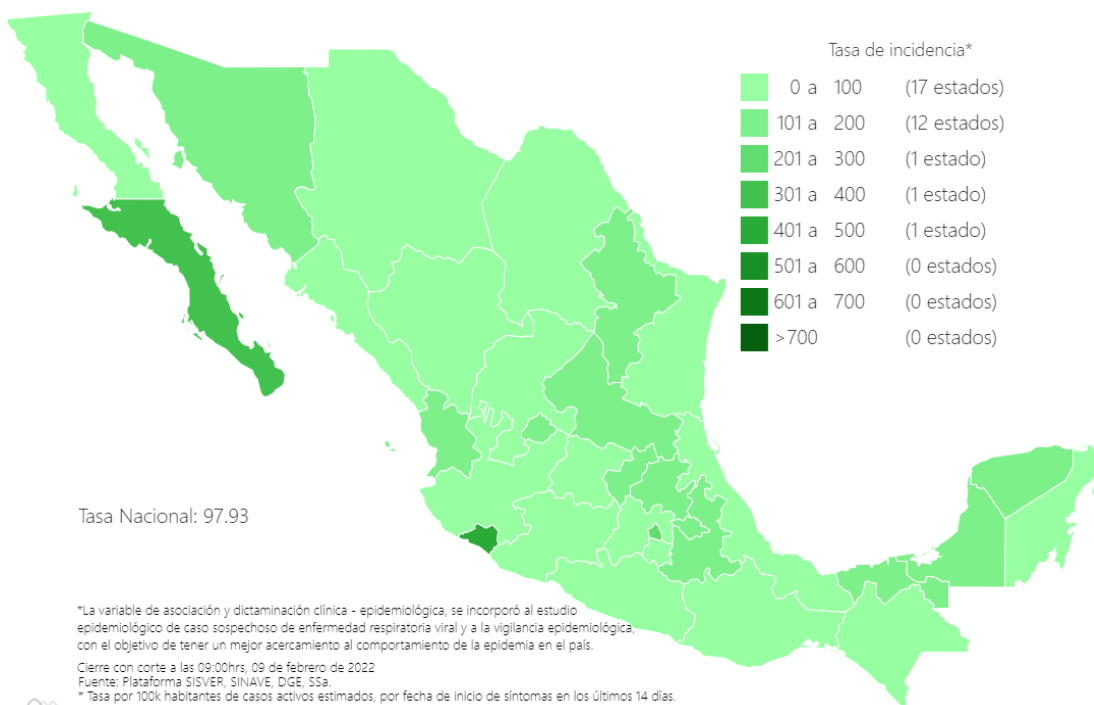 Tasa de incidencia*
0 a 100 (17 estados)
101 a 200 (12 estados)
201 a 300 (1 estado)
301 a 400 (1 estado)
401 a 500 (1 estado)
501 a 600 (0 estados)
601 a 700 (0 estados)
>700 (0 estados)
Tasa Nacional: 97.93
*La variable de asociación y dictaminación clínica - epidemiológica, se incorporó al estudio
epidemiológico de caso sospechoso de enfermedad respiratoria viral y a la vigilancia epidemiológica,
con el objetivo de tener un mejor acercamiento al comportamiento de la epidemia en el país.
Cierre con corte a las 09:00hrs, 09 de febrero de 2022
Fuente: Plataforma SISVER, SINAVE, DGE, SSa.
* Tasa por 100k habitantes de casos activos estimados, por fecha de inicio de síntomas en los últimos 14 días.